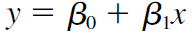 y = β₀ + β₁x